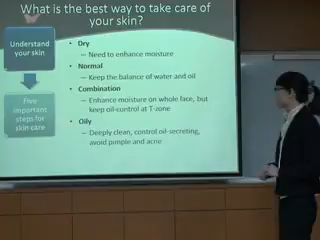 What is the best way to take care of
your skin?
Understand
your skin
Five
important
steps for
skin care
• Dry
– Need to enhance moisture
• Normal
– Keep the balance of water and oil
• Combination
– Enhance moisture on whole face, but
keep oil-control at T-zone
• Oily
– Deeply clean, control oil-secreting,
avoid pimple and acne